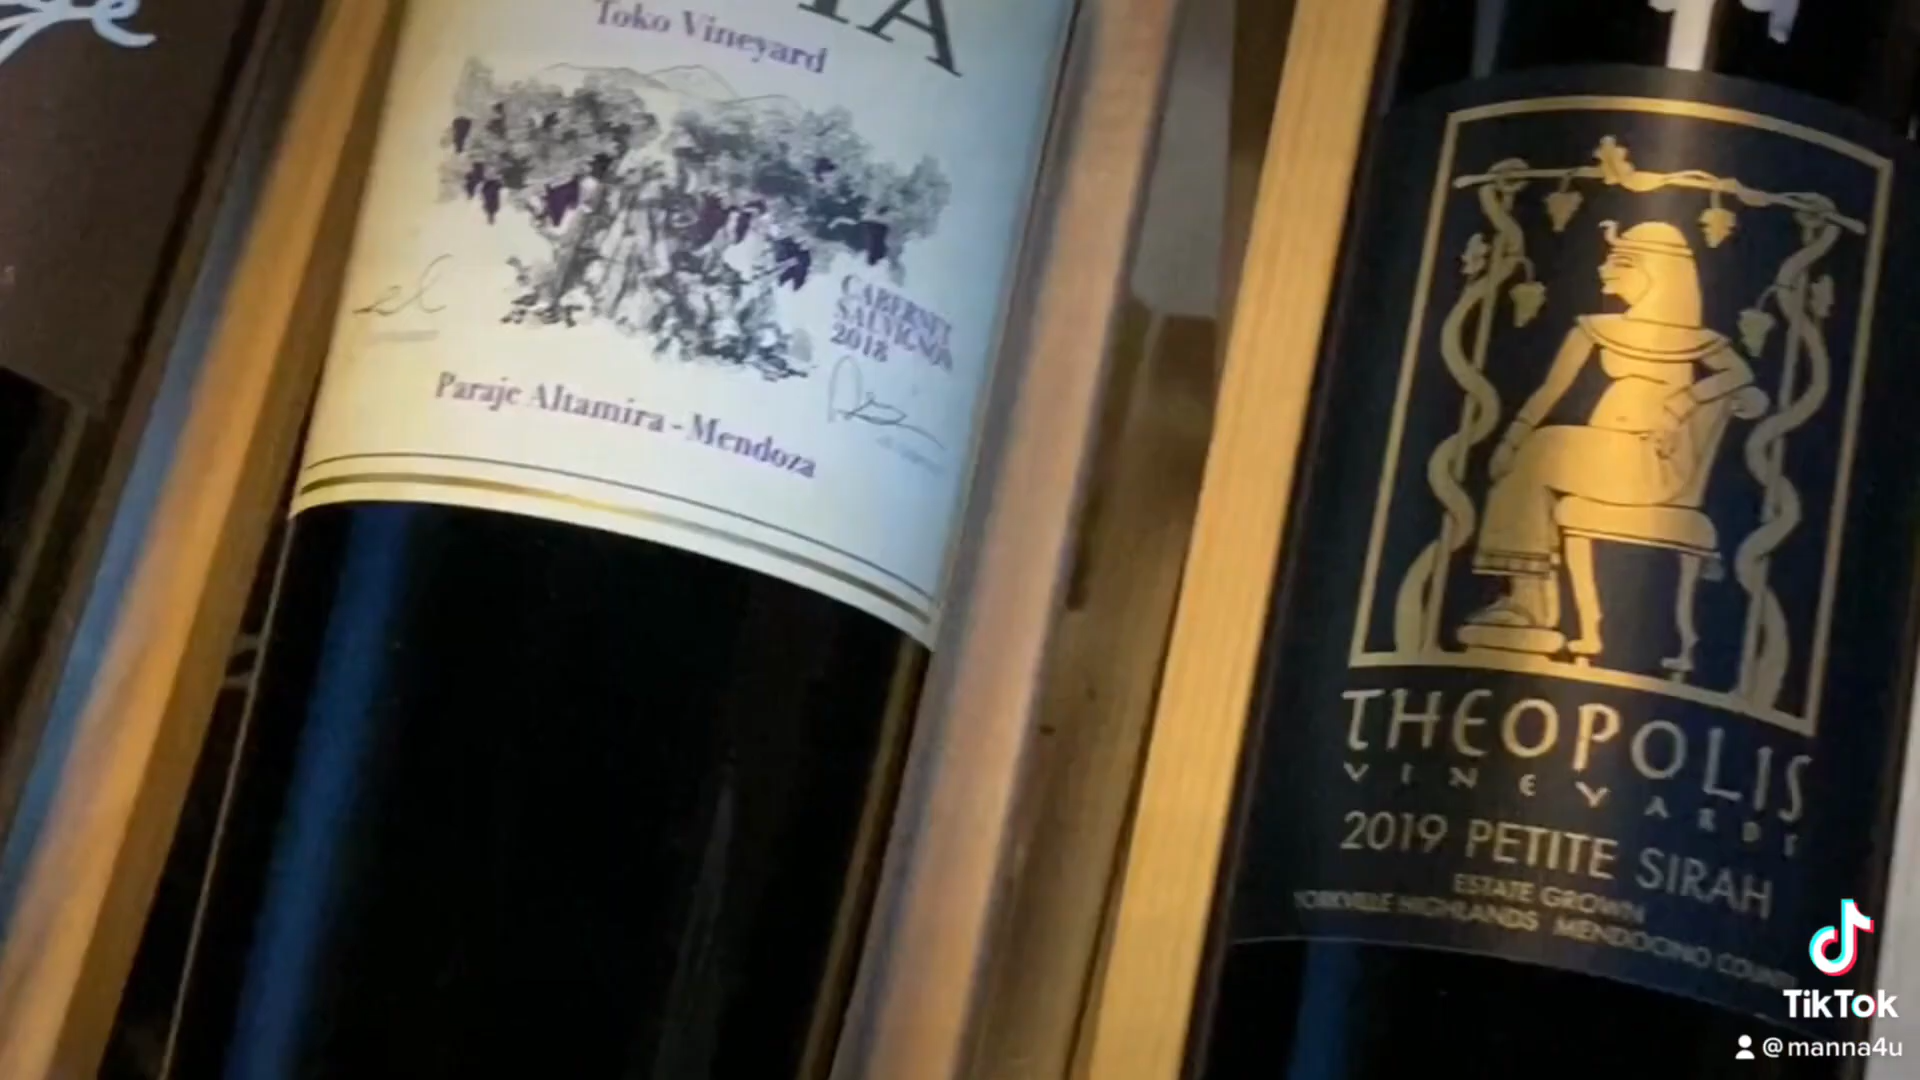 Toko Vineyard
CABERNET
SAUVIGNON
2018
Paraje Altamira - Mendoza
THEOPOLIS
VINEYARDS
2019 PETITE SIRAH
ESTATE GROWN
YORKVILLE HIGHLANDS MENDOCINO COUNTY
TikTok
@manna4u